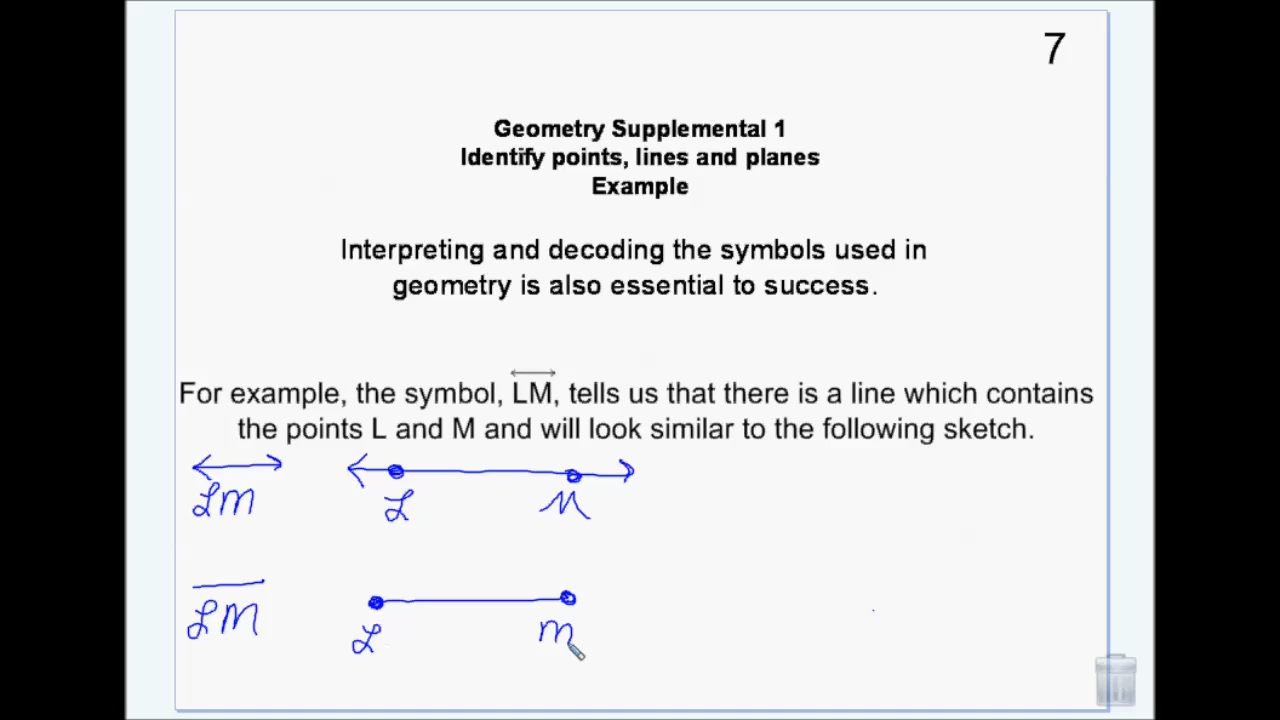 7
Geometry Supplemental 1
Identify points, lines and planes
Example
Interpreting and decoding the symbols used in
geometry is also essential to success.
For example, the symbol, LM, tells us that there is a line which contains
the points L and M and will look similar to the following sketch.
LM L M
LM L M